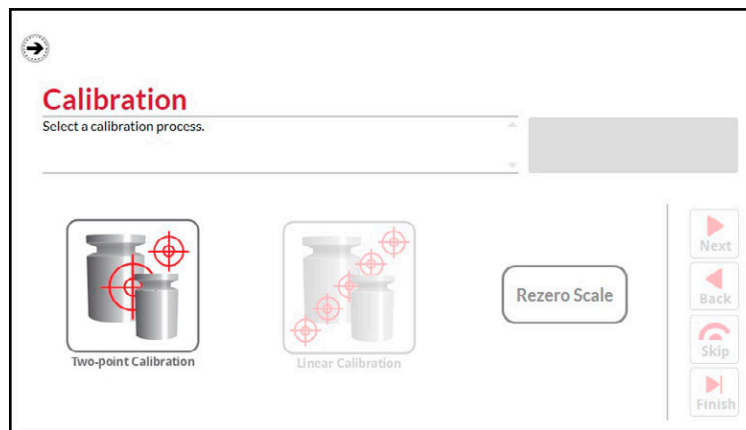 Calibration
Select a calibration process.
Two-point Calibration
Linear Calibration
Rezero Scale
Next
Back
Skip
Finish